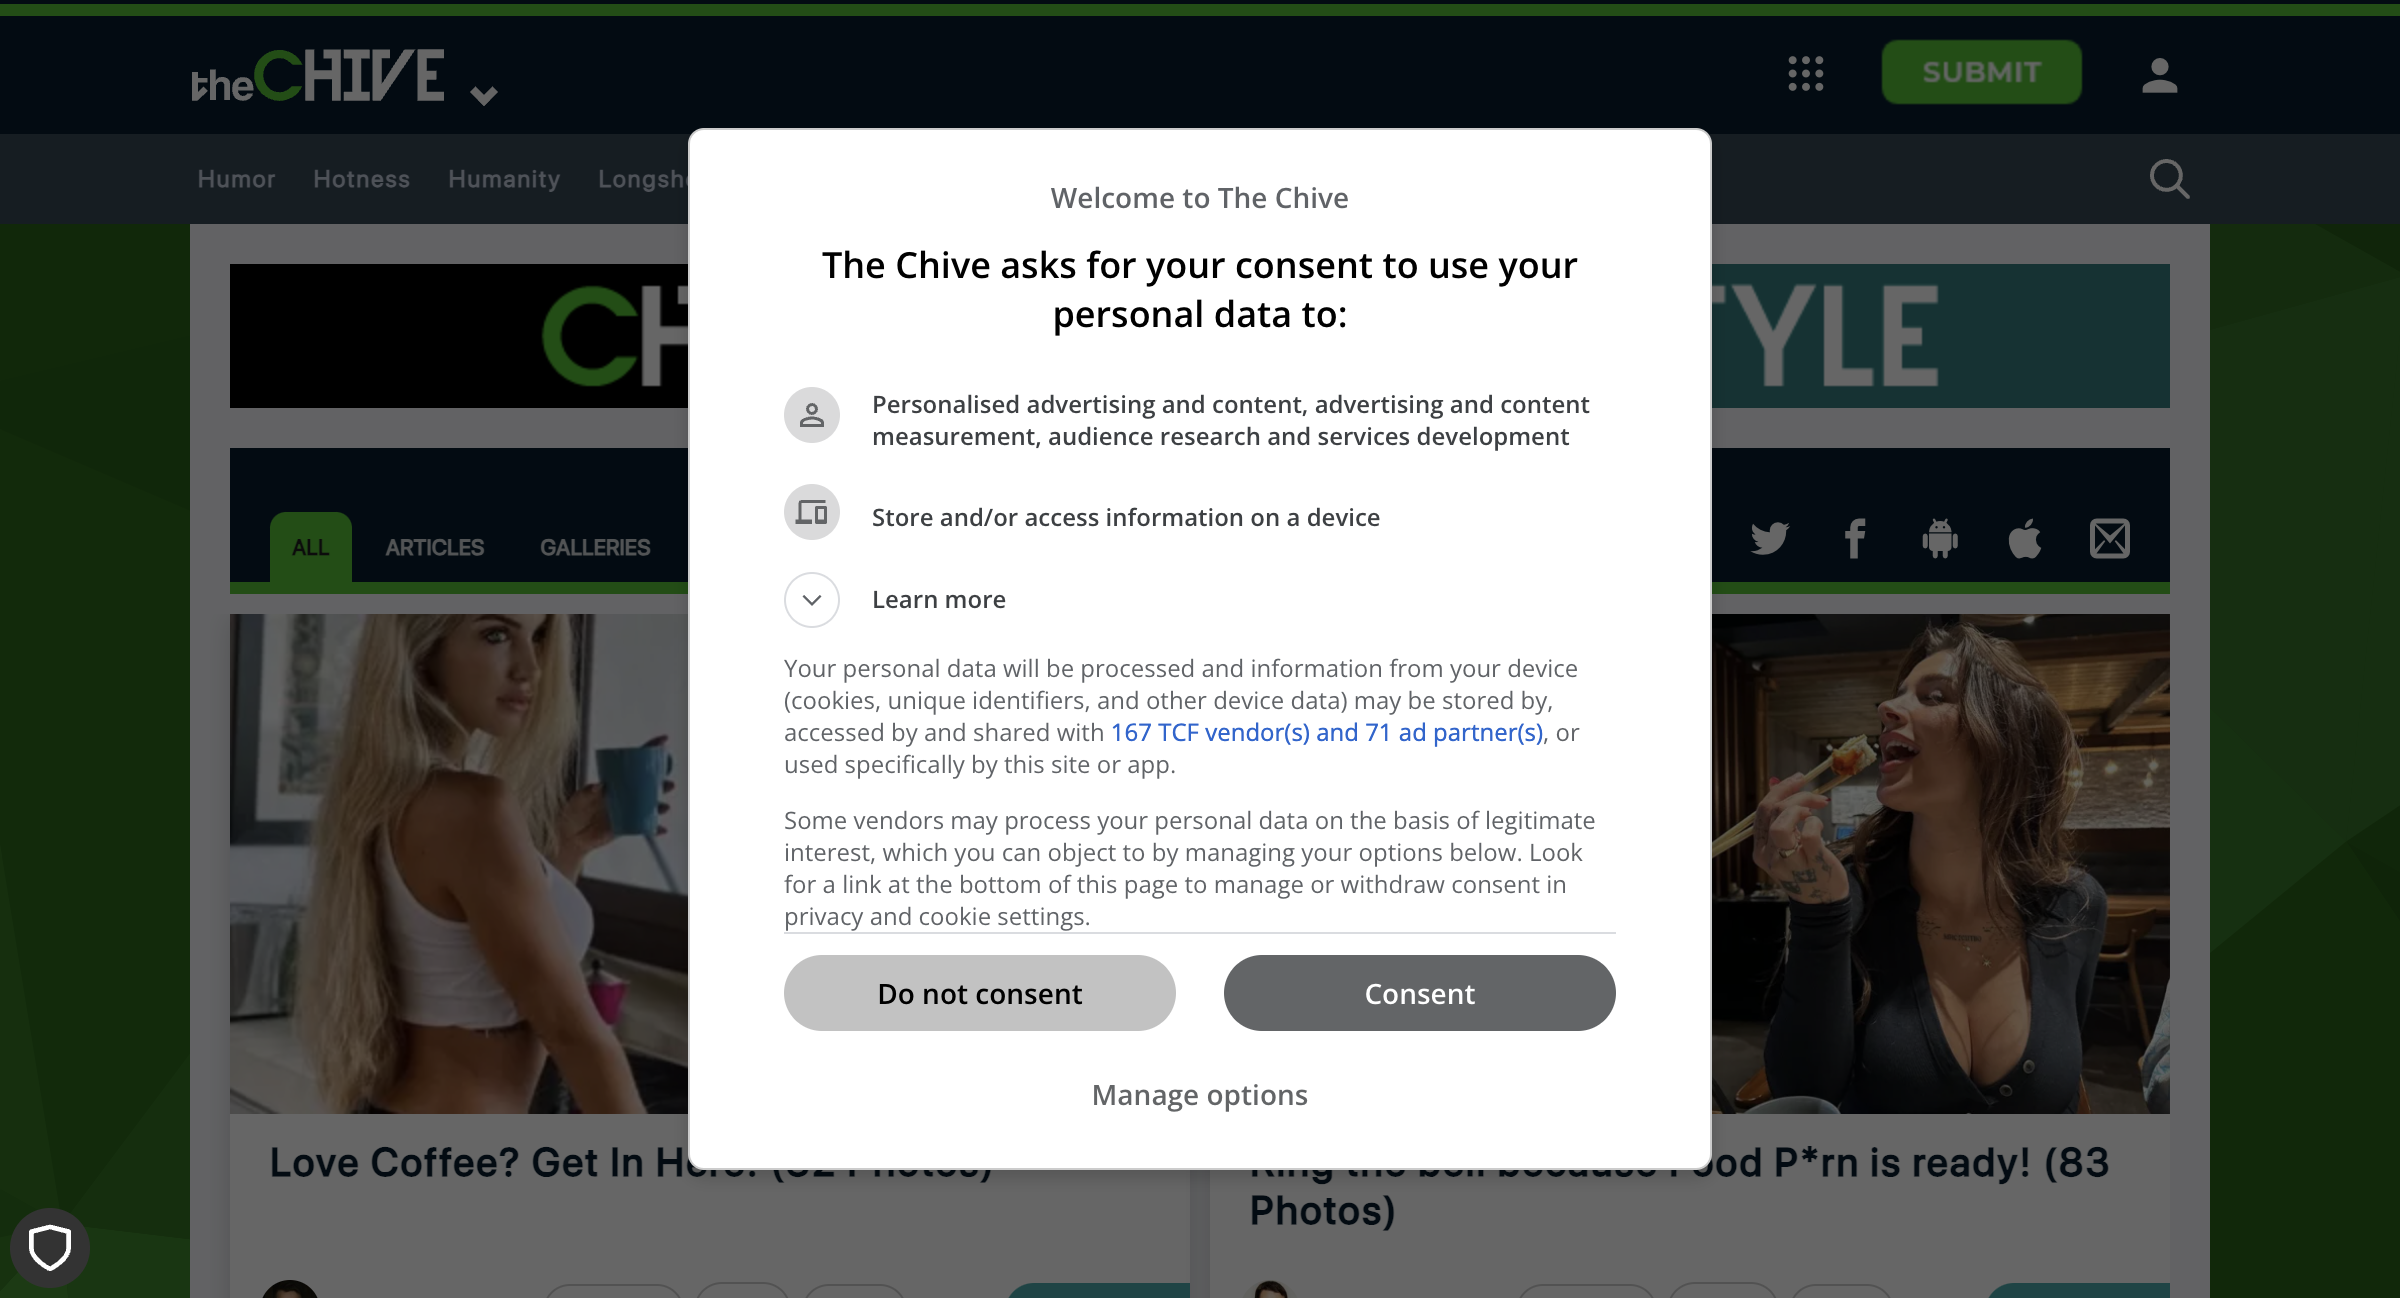 theCHIVE
SUBMIT
Humor Hotness Humanity
Welcome to The Chive
The Chive asks for your consent to use your
personal data to:
Personalised advertising and content, advertising and content
measurement, audience research and services development
Store and/or access information on a device
Learn more
Your personal data will be processed and information from your device
(cookies, unique identifiers, and other device data) may be stored by,
accessed by and shared with 167 TCF vendor(s) and 71 ad partner(s), or
used specifically by this site or app.
Some vendors may process your personal data on the basis of legitimate
interest, which you can object to by managing your options below. Look
for a link at the bottom of this page to manage or withdraw consent in
privacy and cookie settings.
Do not consent Consent
Manage options
ALL ARTICLES GALLERIES
Love Coffee? Get In Photos)
Ring the bell because Food P*rn is ready! (83
Photos)